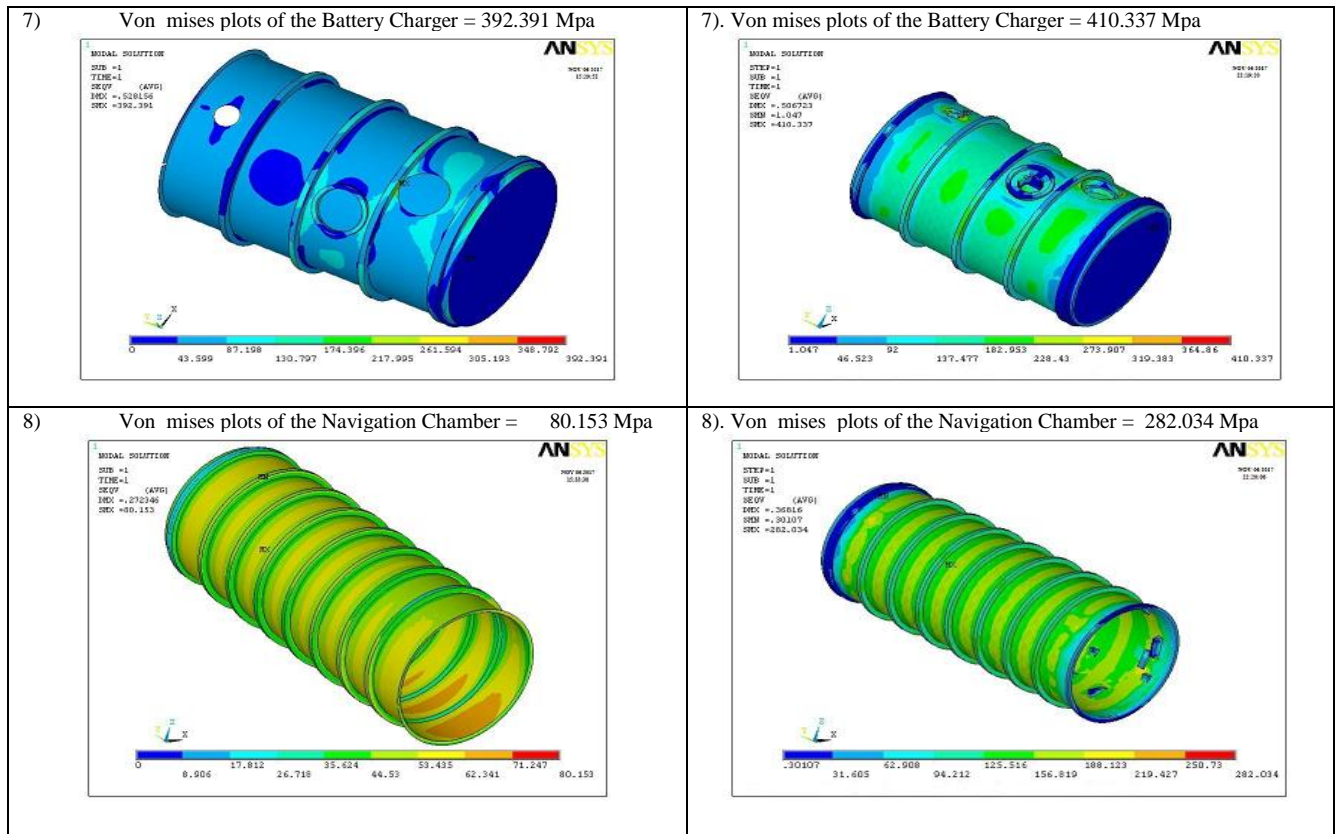 7) Von mises plots of the Battery Charger = 392.391 Mpa
1
NODAL SOLUTION
SUB =1
TIME=1
SEQV (AVG)
DMX =.528156
SMX =392.391
ANSYS
X
0 87.198 174.396 261.594 348.792
43.599 130.797 217.995 305.193 392.391
7). Von mises plots of the Battery Charger = 410.337 Mpa
1
NODAL SOLUTION
STEP=1
SUB =1
TIME=1
SEQV (AVG)
DMX =.506723
SMN =1.047
SMX =410.337
ANSYS
X
1.047 92 182.953 273.907 364.86
46.523 137.477 228.43 319.383 410.337
8) Von mises plots of the Navigation Chamber = 80.153 Mpa
1
NODAL SOLUTION
SUB =1
TIME=1
SEQV (AVG)
DMX =.272346
SMX =80.153
ANSYS
MN
MX
X
0 17.812 35.624 53.435 71.247
8.906 26.718 44.53 62.341 80.153
8). Von mises plots of the Navigation Chamber = 282.034 Mpa
1
NODAL SOLUTION
STEP=1
SUB =1
TIME=1
SEQV (AVG)
DMX =.36816
SMN =.30107
SMX =282.034
ANSYS
MX
X
.30107 62.908 125.516 188.123 250.73
31.605 94.212 156.819 219.427 282.034